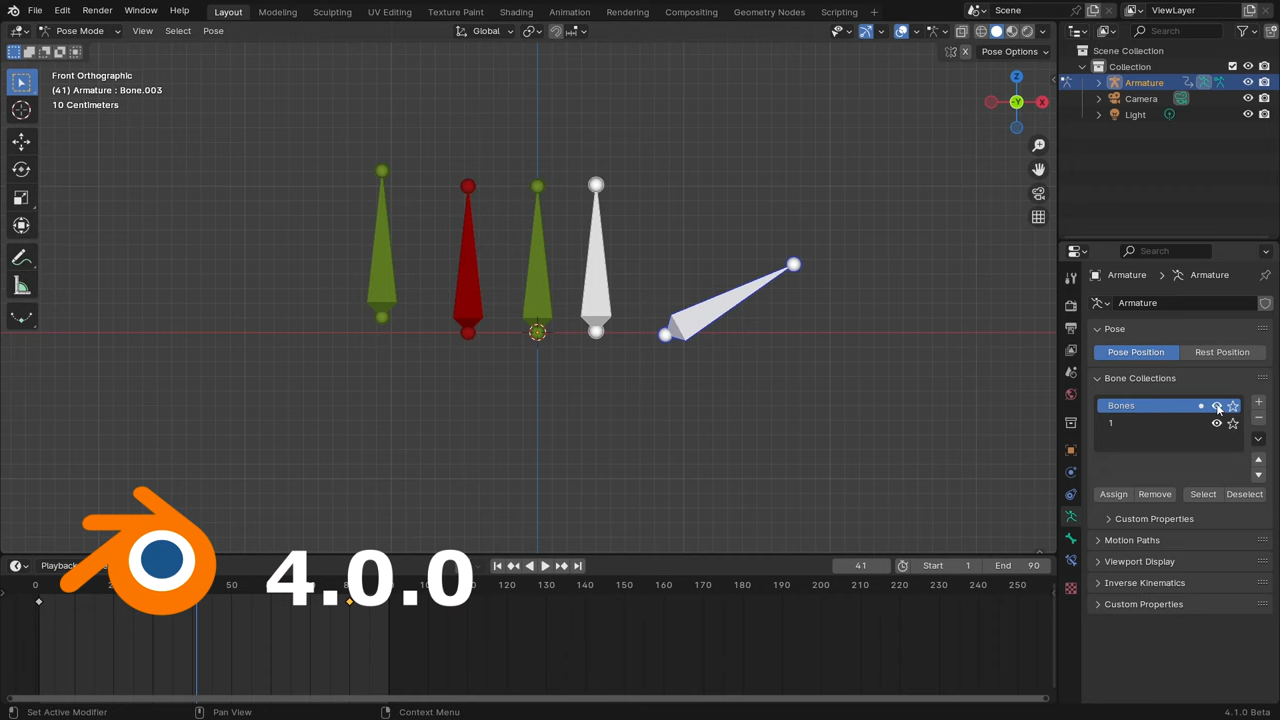 File Edit Render Window Help Layout Modeling Sculpting UV Editing Texture Paint Shading Animation Rendering Compositing Geometry Nodes Scripting + Scene ViewLayer
Pose Mode View Select Pose Global Search
X Pose Options
Scene Collection
Collection
Armature
Camera
Light
Front Orthographic
(41) Armature : Bone.003
10 Centimeters
Z
-Y X
Search
Armature > Armature
Armature
Pose
Pose Position Rest Position
Bone Collections
Bones
1
Assign Remove Select Deselect
Custom Properties
Motion Paths
Viewport Display
Inverse Kinematics
Custom Properties
4.0.0
Playback 41 Start 1 End 90
0 50 120 130 140 150 160 170 180 190 200 210 220 230 240 250
Set Active Modifier Pan View Context Menu 4.1.0 Beta